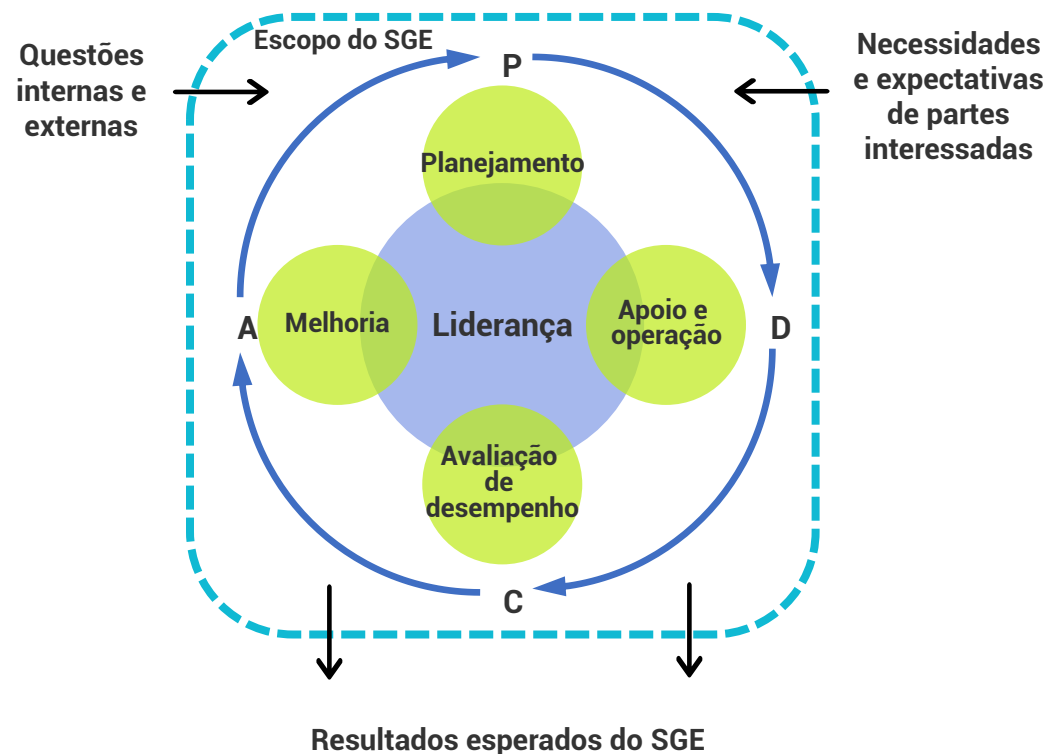 Questões
internas e
externas
Escopo do SGE
Necessidades
e expectativas
de partes
interessadas
P
Planejamento
A
Melhoria
Liderança
Apoio e
operação
D
Avaliação
de
desempenho
C
Resultados esperados do SGE